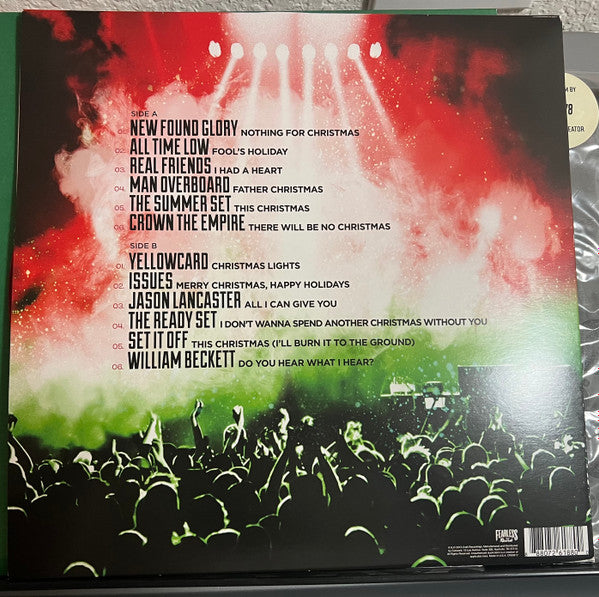 SIDE A
01. NEW FOUND GLORY NOTHING FOR CHRISTMAS
02. ALL TIME LOW FOOL'S HOLIDAY
03. REAL FRIENDS I HAD A HEART
04. MAN OVERBOARD FATHER CHRISTMAS
05. THE SUMMER SET THIS CHRISTMAS
06. CROWN THE EMPIRE THERE WILL BE NO CHRISTMAS
SIDE B
01. YELLOWCARD CHRISTMAS LIGHTS
02. ISSUES MERRY CHRISTMAS, HAPPY HOLIDAYS
03. JASON LANCASTER ALL I CAN GIVE YOU
04. THE READY SET I DON'T WANNA SPEND ANOTHER CHRISTMAS WITHOUT YOU
05. SET IT OFF THIS CHRISTMAS (I'LL BURN IT TO THE GROUND)
06. WILLIAM BECKETT DO YOU HEAR WHAT I HEAR?
M BY
78
EATOR
FEARLESS